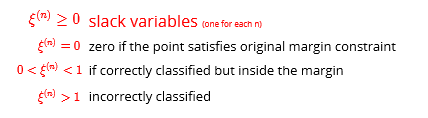 ξ⁽ⁿ⁾ ≥ 0 slack variables (one for each n)
ξ⁽ⁿ⁾ = 0 zero if the point satisfies original margin constraint
0 < ξ⁽ⁿ⁾ < 1 if correctly classified but inside the margin
ξ⁽ⁿ⁾ > 1 incorrectly classified